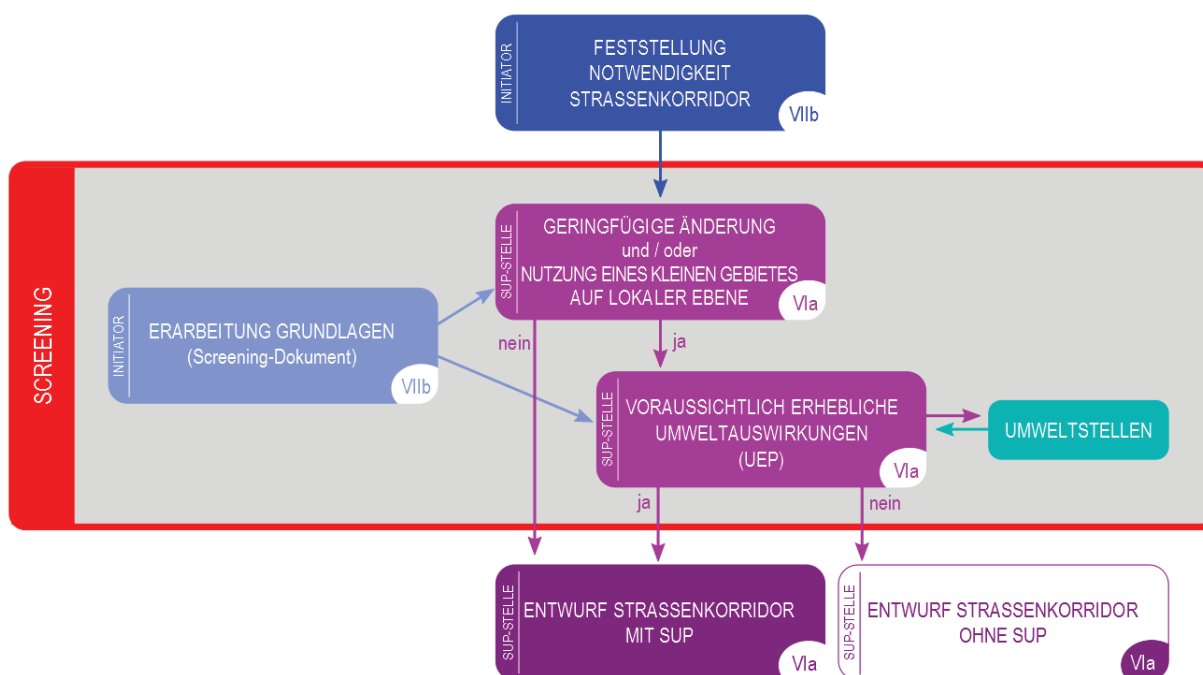 INITIATOR
FESTSTELLUNG
NOTWENDIGKEIT
STRASSENKORRIDOR
VIIb
SCREENING
SUP-STELLE
GERINGFÜGIGE ÄNDERUNG
und / oder
NUTZUNG EINES KLEINEN GEBIETES
AUF LOKALER EBENE
VIa
INITIATOR
ERARBEITUNG GRUNDLAGEN
(Screening-Dokument)
VIIb
nein
ja
SUP-STELLE
VORAUSSICHTLICH ERHEBLICHE
UMWELTAUSWIRKUNGEN
(UEP)
VIa
UMWELTSTELLEN
ja
nein
SUP-STELLE
ENTWURF STRASSENKORRIDOR
MIT SUP
VIa
SUP-STELLE
ENTWURF STRASSENKORRIDOR
OHNE SUP
VIa